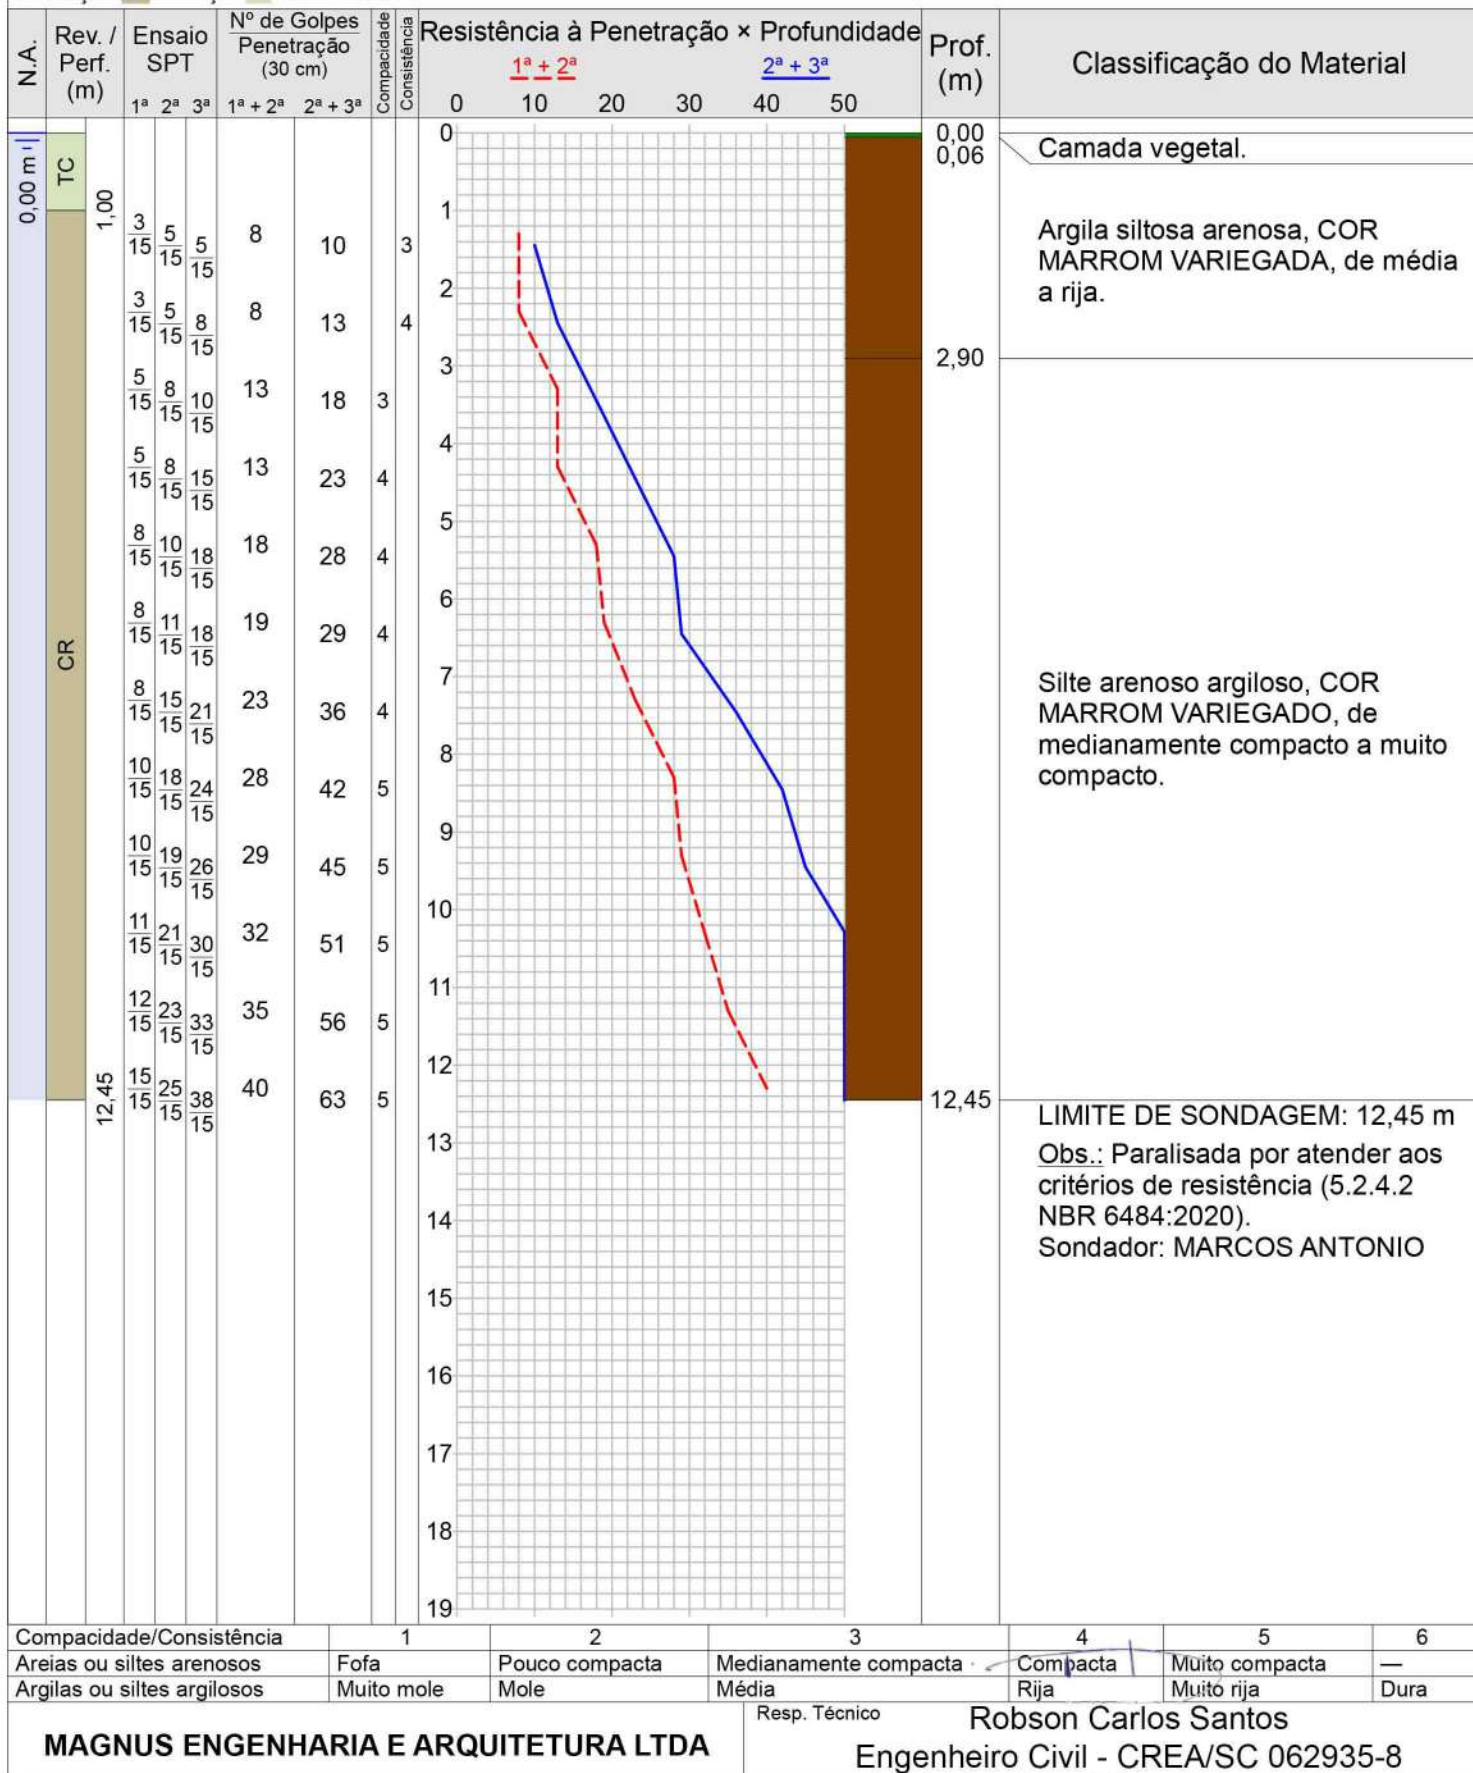 N.A.
Rev. /
Perf.
(m)
Ensaio
SPT
1ª 2ª 3ª
Nº de Golpes
Penetração
(30 cm)
1ª + 2ª 2ª + 3ª
Compacidade
Consistência
Resistência à Penetração × Profundidade
1ª + 2ª 2ª + 3ª
0 10 20 30 40 50
Prof.
(m)
Classificação do Material
0,00 m
TC
1,00
CR
12,45
3/15 5/15 5/15 8 10 3
3/15 5/15 8/15 8 13 4
5/15 8/15 10/15 13 18 3
5/15 8/15 15/15 13 23 4
8/15 10/15 18/15 18 28 4
8/15 11/15 18/15 19 29 4
8/15 15/15 21/15 23 36 4
10/15 18/15 24/15 28 42 5
10/15 19/15 26/15 29 45 5
11/15 21/15 30/15 32 51 5
12/15 23/15 33/15 35 56 5
15/15 25/15 38/15 40 63 5
0
1
2
3
4
5
6
7
8
9
10
11
12
13
14
15
16
17
18
19
0,00
0,06
2,90
12,45
Camada vegetal.
Argila siltosa arenosa, COR
MARROM VARIEGADA, de média
a rija.
Silte arenoso argiloso, COR
MARROM VARIEGADO, de
medianamente compacto a muito
compacto.
LIMITE DE SONDAGEM: 12,45 m
Obs.: Paralisada por atender aos
critérios de resistência (5.2.4.2
NBR 6484:2020).
Sondador: MARCOS ANTONIO
Compacidade/Consistência 1 2 3 4 5 6
Areias ou siltes arenosos Fofa Pouco compacta Medianamente compacta Compacta Muito compacta —
Argilas ou siltes argilosos Muito mole Mole Média Rija Muito rija Dura
MAGNUS ENGENHARIA E ARQUITETURA LTDA
Resp. Técnico
Robson Carlos Santos
Engenheiro Civil - CREA/SC 062935-8